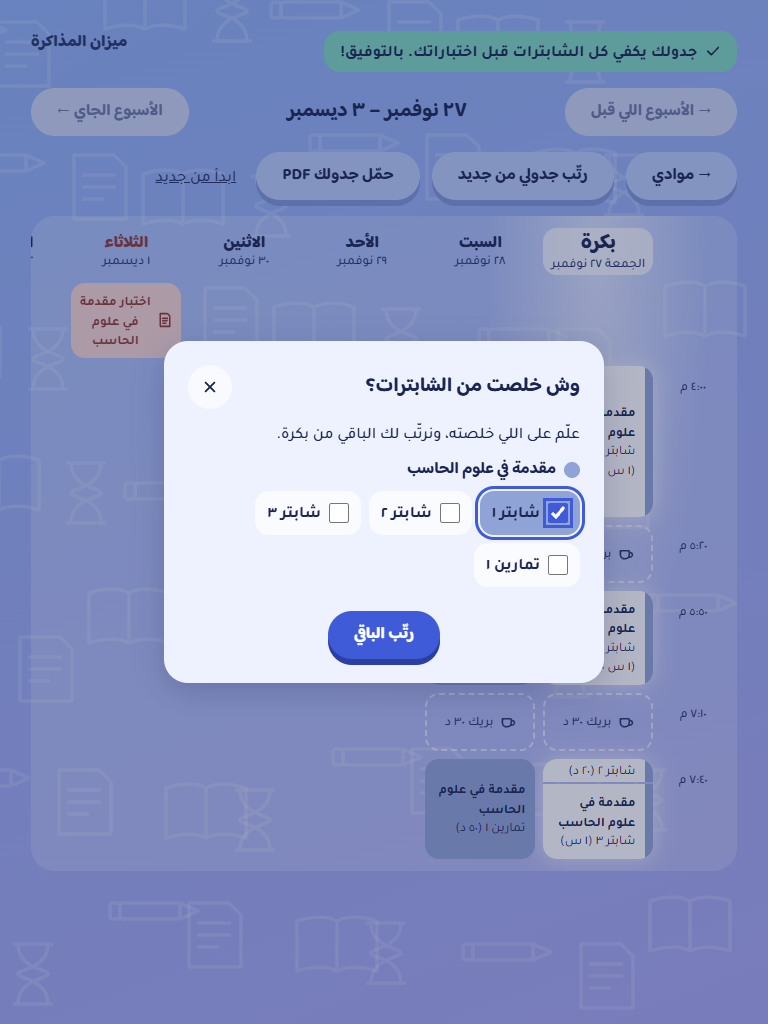 جدولك يكفي كل الشابترات قبل اختباراتك. بالتوفيق!
ميزان المذاكرة
→ الأسبوع اللي قبل
٢٧ نوفمبر – ٣ ديسمبر
الأسبوع الجاي ←
→ موادي
رتّب جدولي من جديد
حمّل جدولك PDF
ابدأ من جديد
بكرة
الجمعة ٢٧ نوفمبر
السبت
٢٨ نوفمبر
الأحد
٢٩ نوفمبر
الاثنين
٣٠ نوفمبر
الثلاثاء
١ ديسمبر
اختبار مقدمة
في علوم
الحاسب
وش خلصت من الشابترات؟
علّم على اللي خلصته، ونرتّب لك الباقي من بكرة.
مقدمة في علوم الحاسب
شابتر ١
شابتر ٢
شابتر ٣
تمارين ١
رتّب الباقي
٤:٠٠ م
علوم
شابتر
(١ س
٥:٢٠ م
٥:٥٠ م
علوم
(١ س
٧:١٠ م
بريك ٣٠ د
بريك ٣٠ د
٧:٤٠ م
شابتر ٢ (٢٠ د)
مقدمة في
علوم الحاسب
شابتر ٣ (١ س)
مقدمة في علوم
الحاسب
تمارين ١ (٥٠ د)